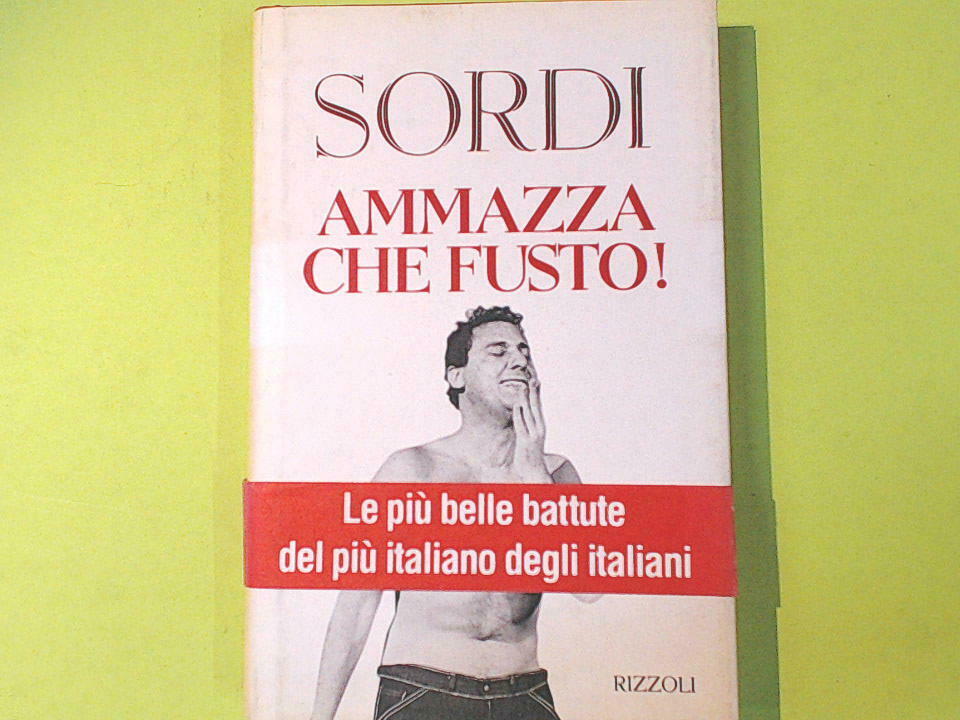 SORDI
AMMAZZA
CHE FUSTO!
Le più belle battute
del più italiano degli italiani
RIZZOLI